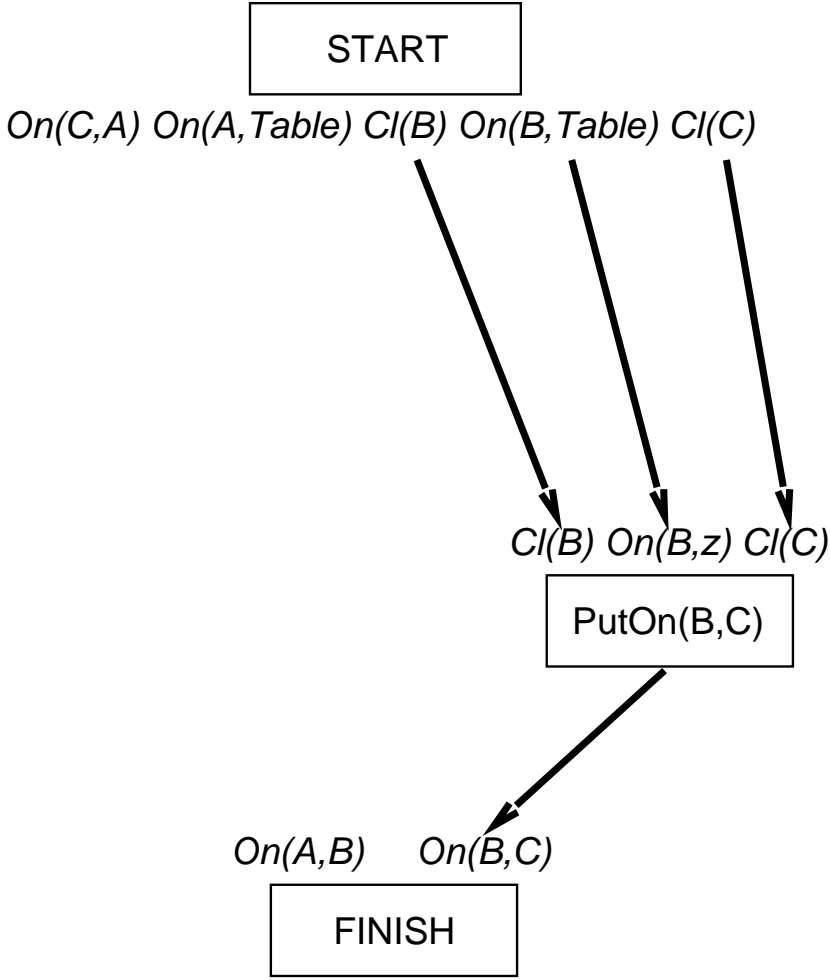 START
On(C,A) On(A,Table) Cl(B) On(B,Table) Cl(C)
Cl(B) On(B,z) Cl(C)
PutOn(B,C)
On(A,B) On(B,C)
FINISH